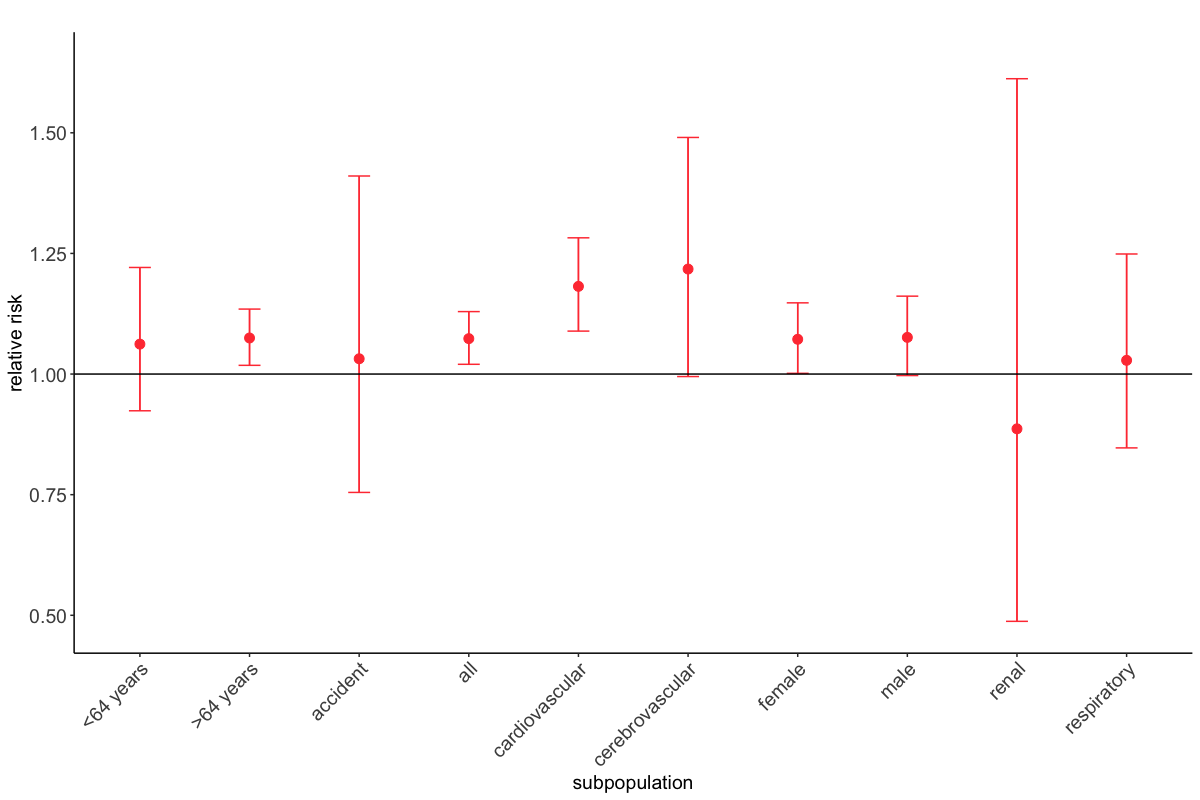 relative risk
1.50
1.25
1.00
0.75
0.50
<64 years
>64 years
accident
all
cardiovascular
cerebrovascular
female
male
renal
respiratory
subpopulation